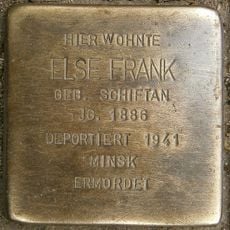 HIER WOHNTE
ELSE FRANK
GEB. SCHIFTAN
JG. 1886
DEPORTIERT 1941
MINSK
ERMORDET